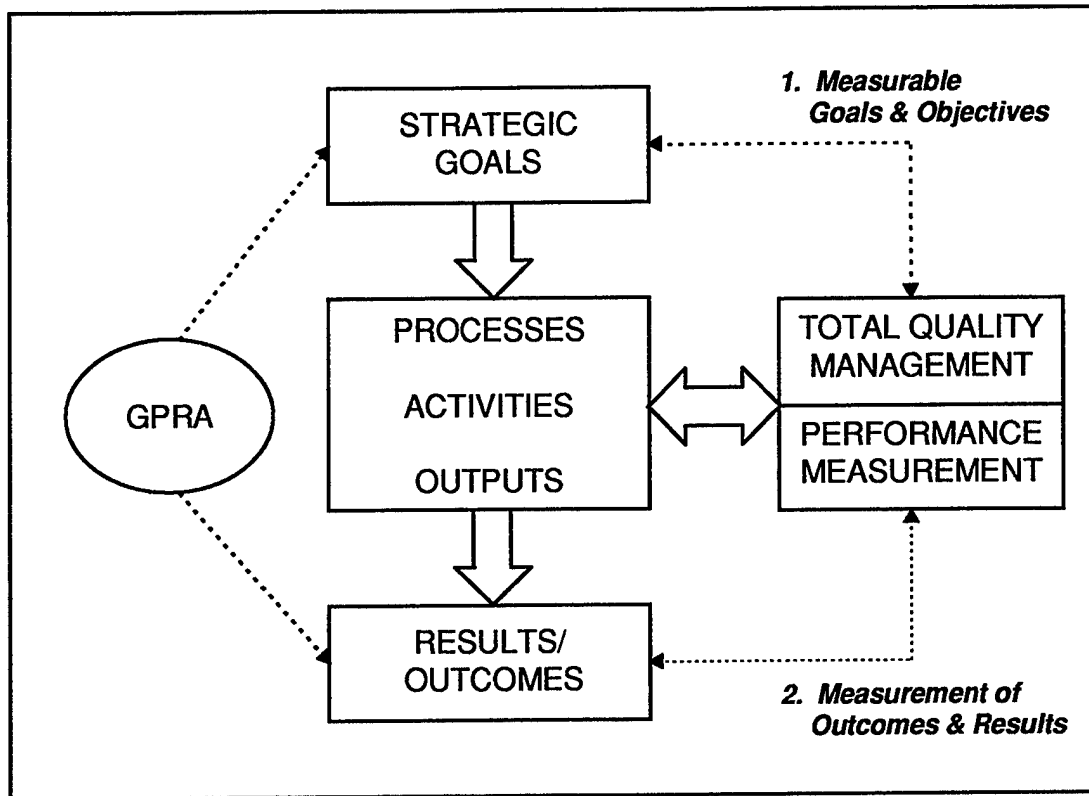 1. Measurable
Goals & Objectives
STRATEGIC
GOALS
PROCESSES
ACTIVITIES
OUTPUTS
TOTAL QUALITY
MANAGEMENT
PERFORMANCE
MEASUREMENT
GPRA
RESULTS/
OUTCOMES
2. Measurement of
Outcomes & Results